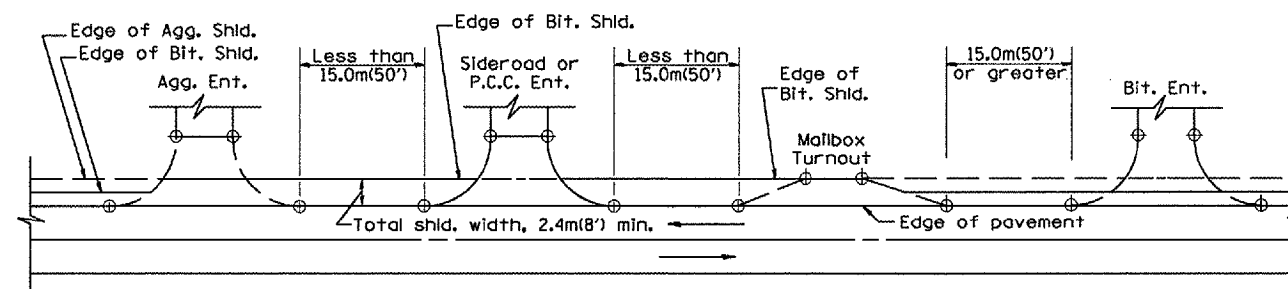 Edge of Agg. Shld.
Edge of Bit. Shld.
Agg. Ent.
Less than
15.0m(50')
Edge of Bit. Shld.
Sideroad or
P.C.C. Ent.
Less than
15.0m(50')
Edge of
Bit. Shld.
Mailbox
Turnout
15.0m(50')
or greater
Bit. Ent.
Total shld. width, 2.4m(8') min.
Edge of pavement